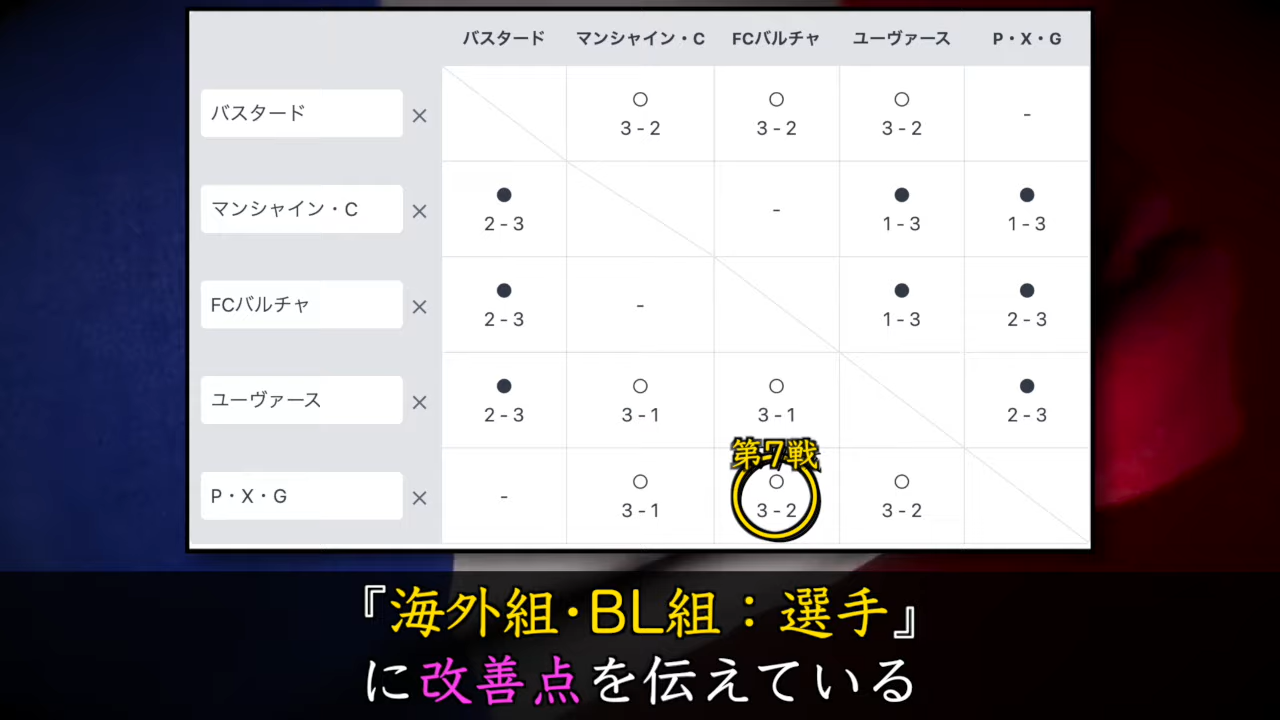 バスタード マンシャイン・C FCバルチャ ユーヴァース P・X・G
バスタード × ○ ○ ○ -
3 - 2 3 - 2 3 - 2
マンシャイン・C × ● - ● ●
2 - 3 1 - 3 1 - 3
FCバルチャ × ● - ● ●
2 - 3 1 - 3 2 - 3
ユーヴァース × ● ○ ○ ●
2 - 3 3 - 1 3 - 1 2 - 3
第7戦
P・X・G × - ○ ○ ○
3 - 1 3 - 2 3 - 2
『海外組・BL組：選手』
に改善点を伝えている